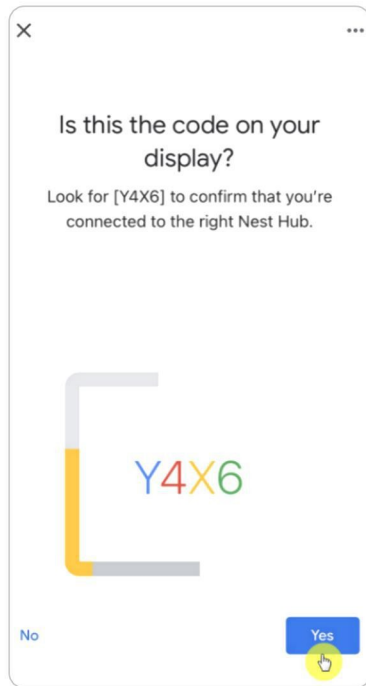 Is this the code on your
display?
Look for [Y4X6] to confirm that you're
connected to the right Nest Hub.
Y4X6
No
Yes